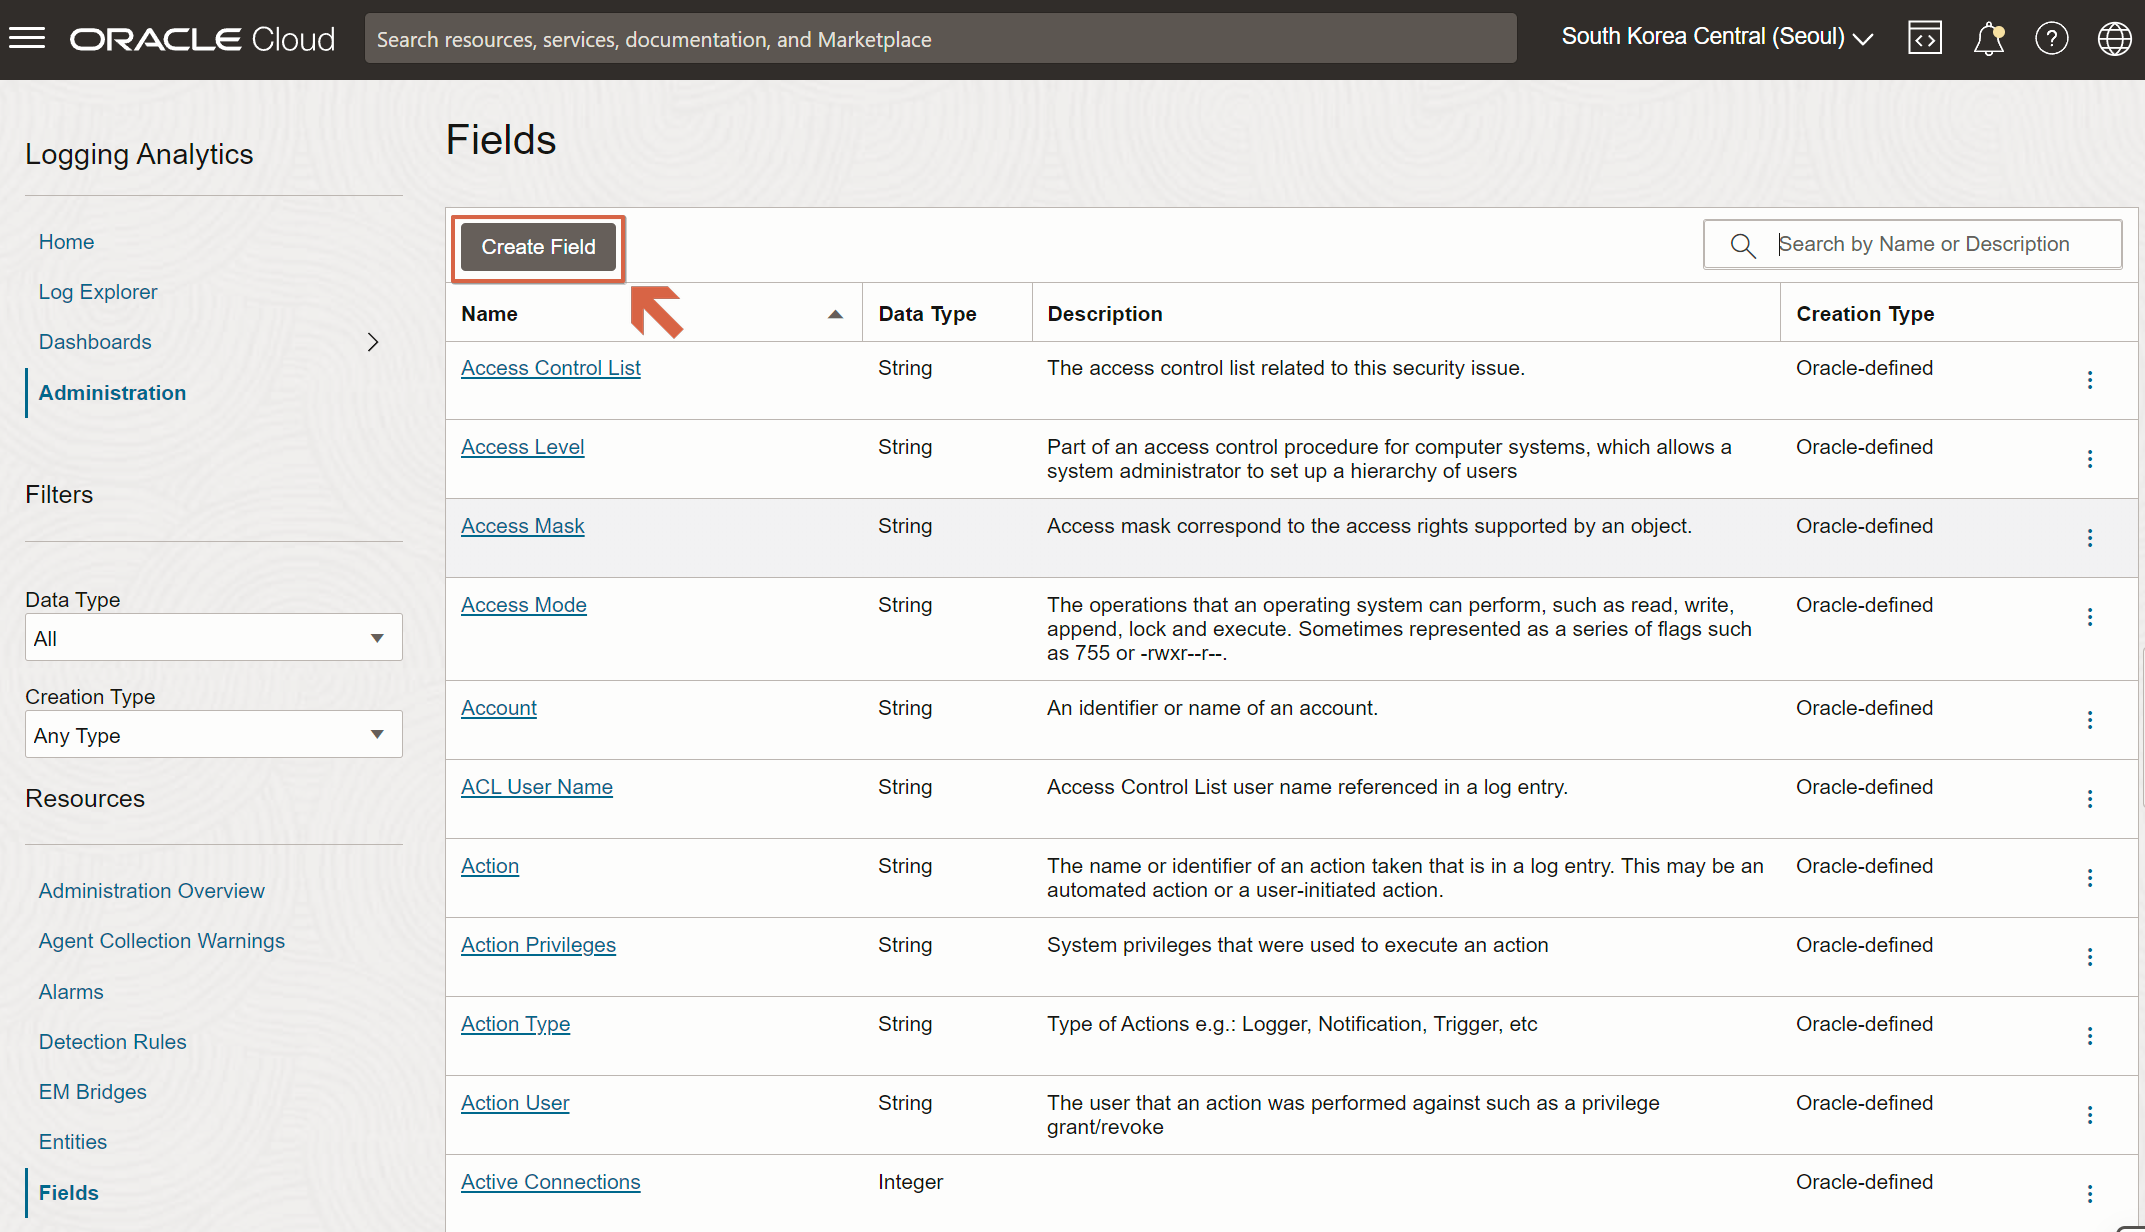 ORACLE Cloud
Search resources, services, documentation, and Marketplace
South Korea Central (Seoul)
Logging Analytics
Home
Log Explorer
Dashboards
Administration
Filters
Data Type
All
Creation Type
Any Type
Resources
Administration Overview
Agent Collection Warnings
Alarms
Detection Rules
EM Bridges
Entities
Fields
Fields
Create Field
Search by Name or Description
Name Data Type Description Creation Type
Access Control List String The access control list related to this security issue. Oracle-defined
Access Level String Part of an access control procedure for computer systems, which allows a Oracle-defined
system administrator to set up a hierarchy of users
Access Mask String Access mask correspond to the access rights supported by an object. Oracle-defined
Access Mode String The operations that an operating system can perform, such as read, write, Oracle-defined
append, lock and execute. Sometimes represented as a series of flags such
as 755 or -rwxr--r--.
Account String An identifier or name of an account. Oracle-defined
ACL User Name String Access Control List user name referenced in a log entry. Oracle-defined
Action String The name or identifier of an action taken that is in a log entry. This may be an Oracle-defined
automated action or a user-initiated action.
Action Privileges String System privileges that were used to execute an action Oracle-defined
Action Type String Type of Actions e.g.: Logger, Notification, Trigger, etc Oracle-defined
Action User String The user that an action was performed against such as a privilege Oracle-defined
grant/revoke
Active Connections Integer Oracle-defined